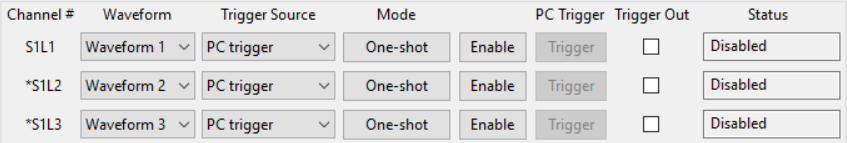 Channel # Waveform Trigger Source Mode PC Trigger Trigger Out Status
S1L1 Waveform 1 PC trigger One-shot Enable Trigger Disabled
*S1L2 Waveform 2 PC trigger One-shot Enable Trigger Disabled
*S1L3 Waveform 3 PC trigger One-shot Enable Trigger Disabled